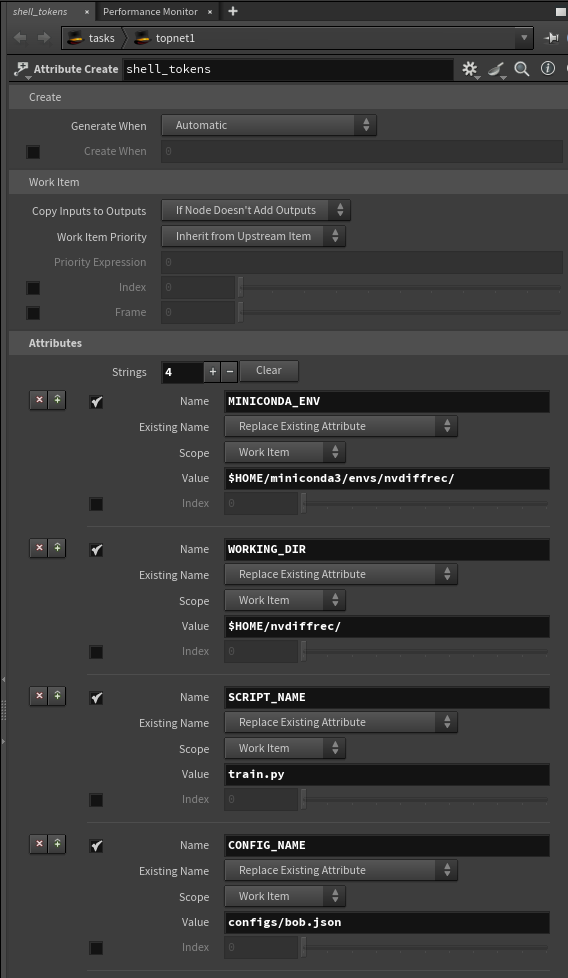 shell_tokens × Performance Monitor × +
tasks topnet1
Attribute Create shell_tokens
Create
Generate When Automatic
Create When 0
Work Item
Copy Inputs to Outputs If Node Doesn't Add Outputs
Work Item Priority Inherit from Upstream Item
Priority Expression 0
Index 0
Frame 0
Attributes
Strings 4 + − Clear
Name MINICONDA_ENV
Existing Name Replace Existing Attribute
Scope Work Item
Value $HOME/miniconda3/envs/nvdiffrec/
Index 0
Name WORKING_DIR
Existing Name Replace Existing Attribute
Scope Work Item
Value $HOME/nvdiffrec/
Index 0
Name SCRIPT_NAME
Existing Name Replace Existing Attribute
Scope Work Item
Value train.py
Index 0
Name CONFIG_NAME
Existing Name Replace Existing Attribute
Scope Work Item
Value configs/bob.json
Index 0